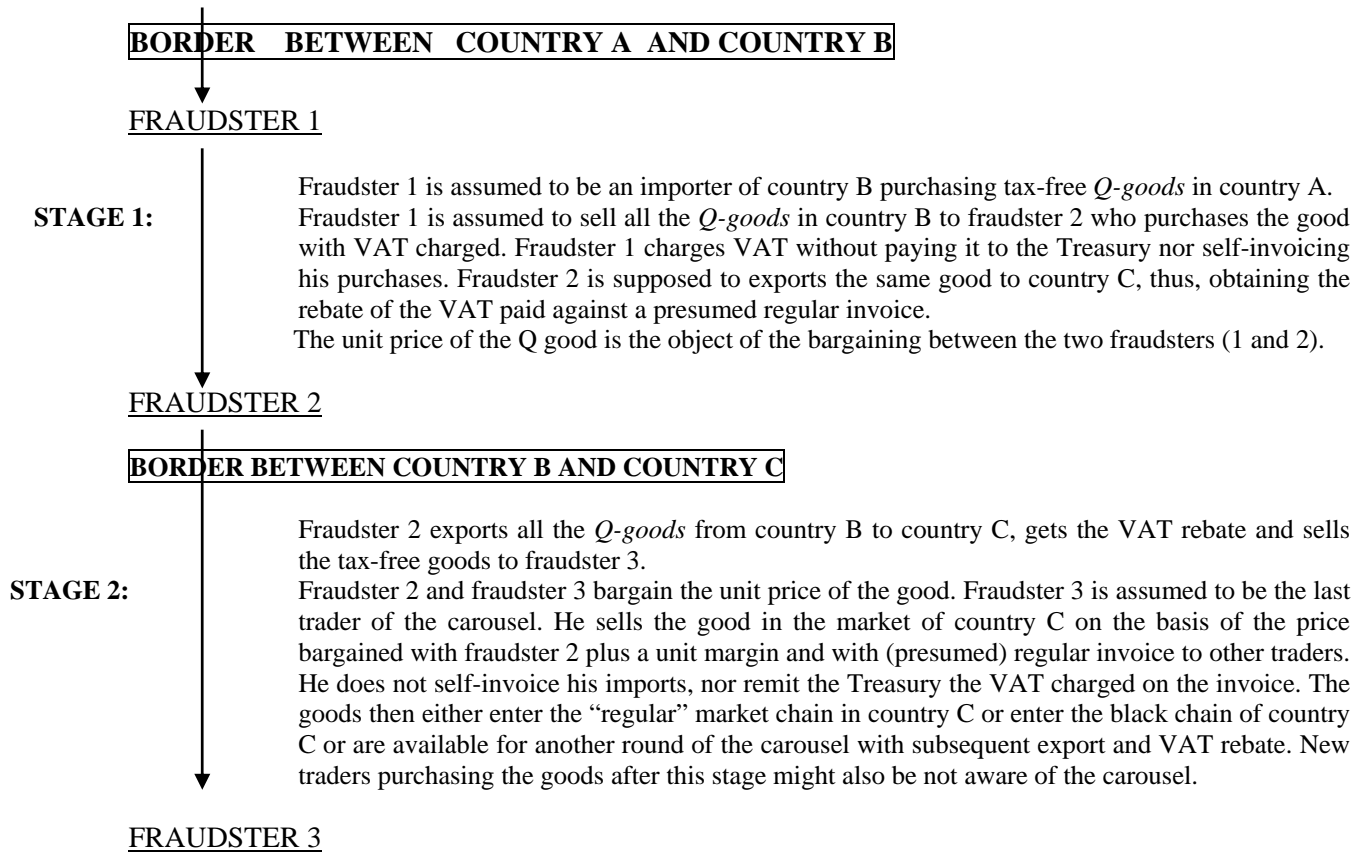 BORDER BETWEEN COUNTRY A AND COUNTRY B
FRAUDSTER 1
Fraudster 1 is assumed to be an importer of country B purchasing tax-free Q-goods in country A.
STAGE 1: Fraudster 1 is assumed to sell all the Q-goods in country B to fraudster 2 who purchases the good
with VAT charged. Fraudster 1 charges VAT without paying it to the Treasury nor self-invoicing
his purchases. Fraudster 2 is supposed to exports the same good to country C, thus, obtaining the
rebate of the VAT paid against a presumed regular invoice.
The unit price of the Q good is the object of the bargaining between the two fraudsters (1 and 2).
FRAUDSTER 2
BORDER BETWEEN COUNTRY B AND COUNTRY C
Fraudster 2 exports all the Q-goods from country B to country C, gets the VAT rebate and sells
the tax-free goods to fraudster 3.
STAGE 2: Fraudster 2 and fraudster 3 bargain the unit price of the good. Fraudster 3 is assumed to be the last
trader of the carousel. He sells the good in the market of country C on the basis of the price
bargained with fraudster 2 plus a unit margin and with (presumed) regular invoice to other traders.
He does not self-invoice his imports, nor remit the Treasury the VAT charged on the invoice. The
goods then either enter the “regular” market chain in country C or enter the black chain of country
C or are available for another round of the carousel with subsequent export and VAT rebate. New
traders purchasing the goods after this stage might also be not aware of the carousel.
FRAUDSTER 3